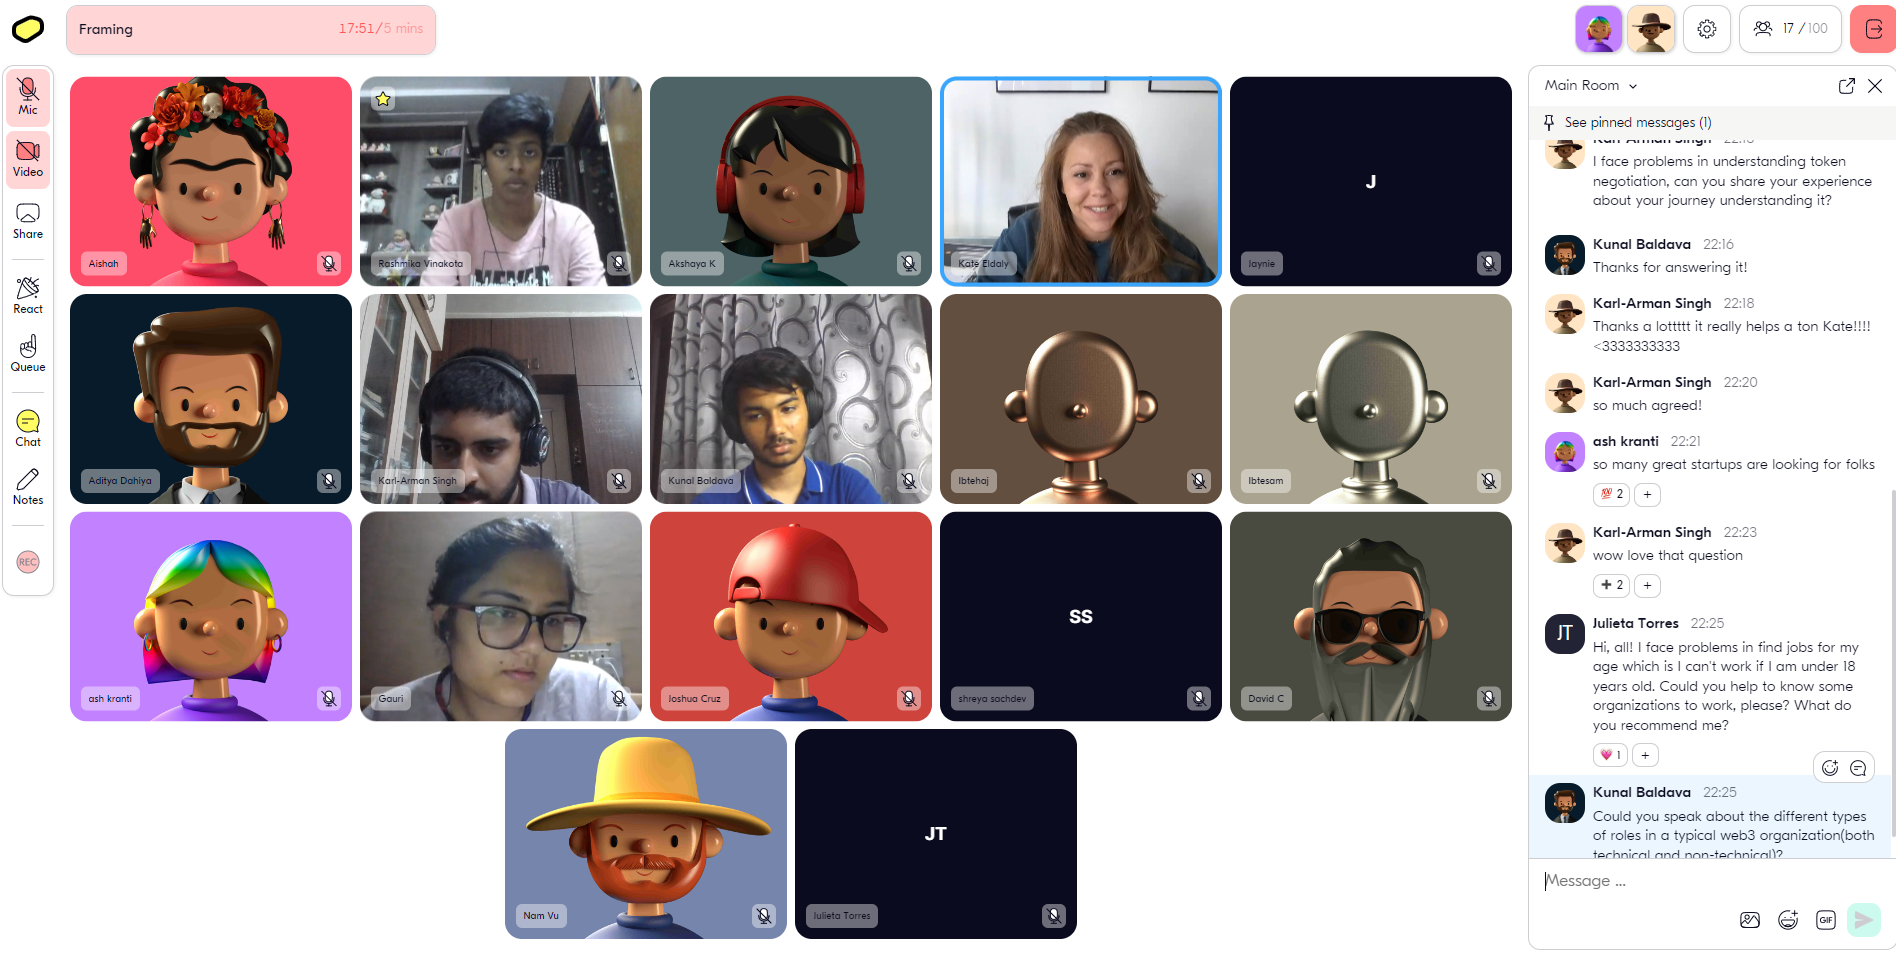 Framing
17:51/5 mins
17 /100
Mic
Video
Share
React
Queue
Chat
Notes
REC
Aishah
Rashmika Vinakota
Akshaya K
Kate Eldaly
J
laynie
Aditya Dahiya
Karl-Arman Singh
Kunal Baldava
Ibtehaj
Ibtesam
ash kranti
Gauri
Joshua Cruz
SS
shreya sachdev
David C
Nam Vu
JT
Julieta Torres
Main Room
See pinned messages (1)
Karl-Arman Singh
I face problems in understanding token
negotiation, can you share your experience
about your journey understanding it?
Kunal Baldava 22:16
Thanks for answering it!
Karl-Arman Singh 22:18
Thanks a lottttt it really helps a ton Kate!!!!
<3333333333
Karl-Arman Singh 22:20
so much agreed!
ash kranti 22:21
so many great startups are looking for folks
💯 2 +
Karl-Arman Singh 22:23
wow love that question
➕ 2 +
JT
Julieta Torres 22:25
Hi, all! I face problems in find jobs for my
age which is I can't work if I am under 18
years old. Could you help to know some
organizations to work, please? What do
you recommend me?
💗 1 +
Kunal Baldava 22:25
Could you speak about the different types
of roles in a typical web3 organization(both
technical and non-technical)?
Message ...
GIF